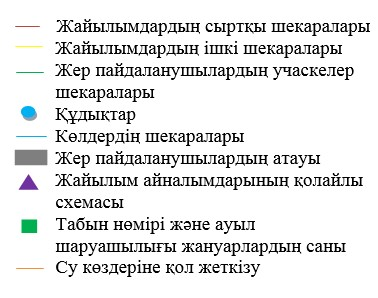 Жайылымдардың сыртқы шекаралары
Жайылымдардың ішкі шекаралары
Жер пайдаланушылардың учаскелер
шекаралары
Құдықтар
Көлдердің шекаралары
Жер пайдаланушылардың атауы
Жайылым айналымдарының қолайлы
схемасы
Табын нөмірі және ауыл
шаруашылығы жануарлардың саны
Су көздеріне қол жеткізу